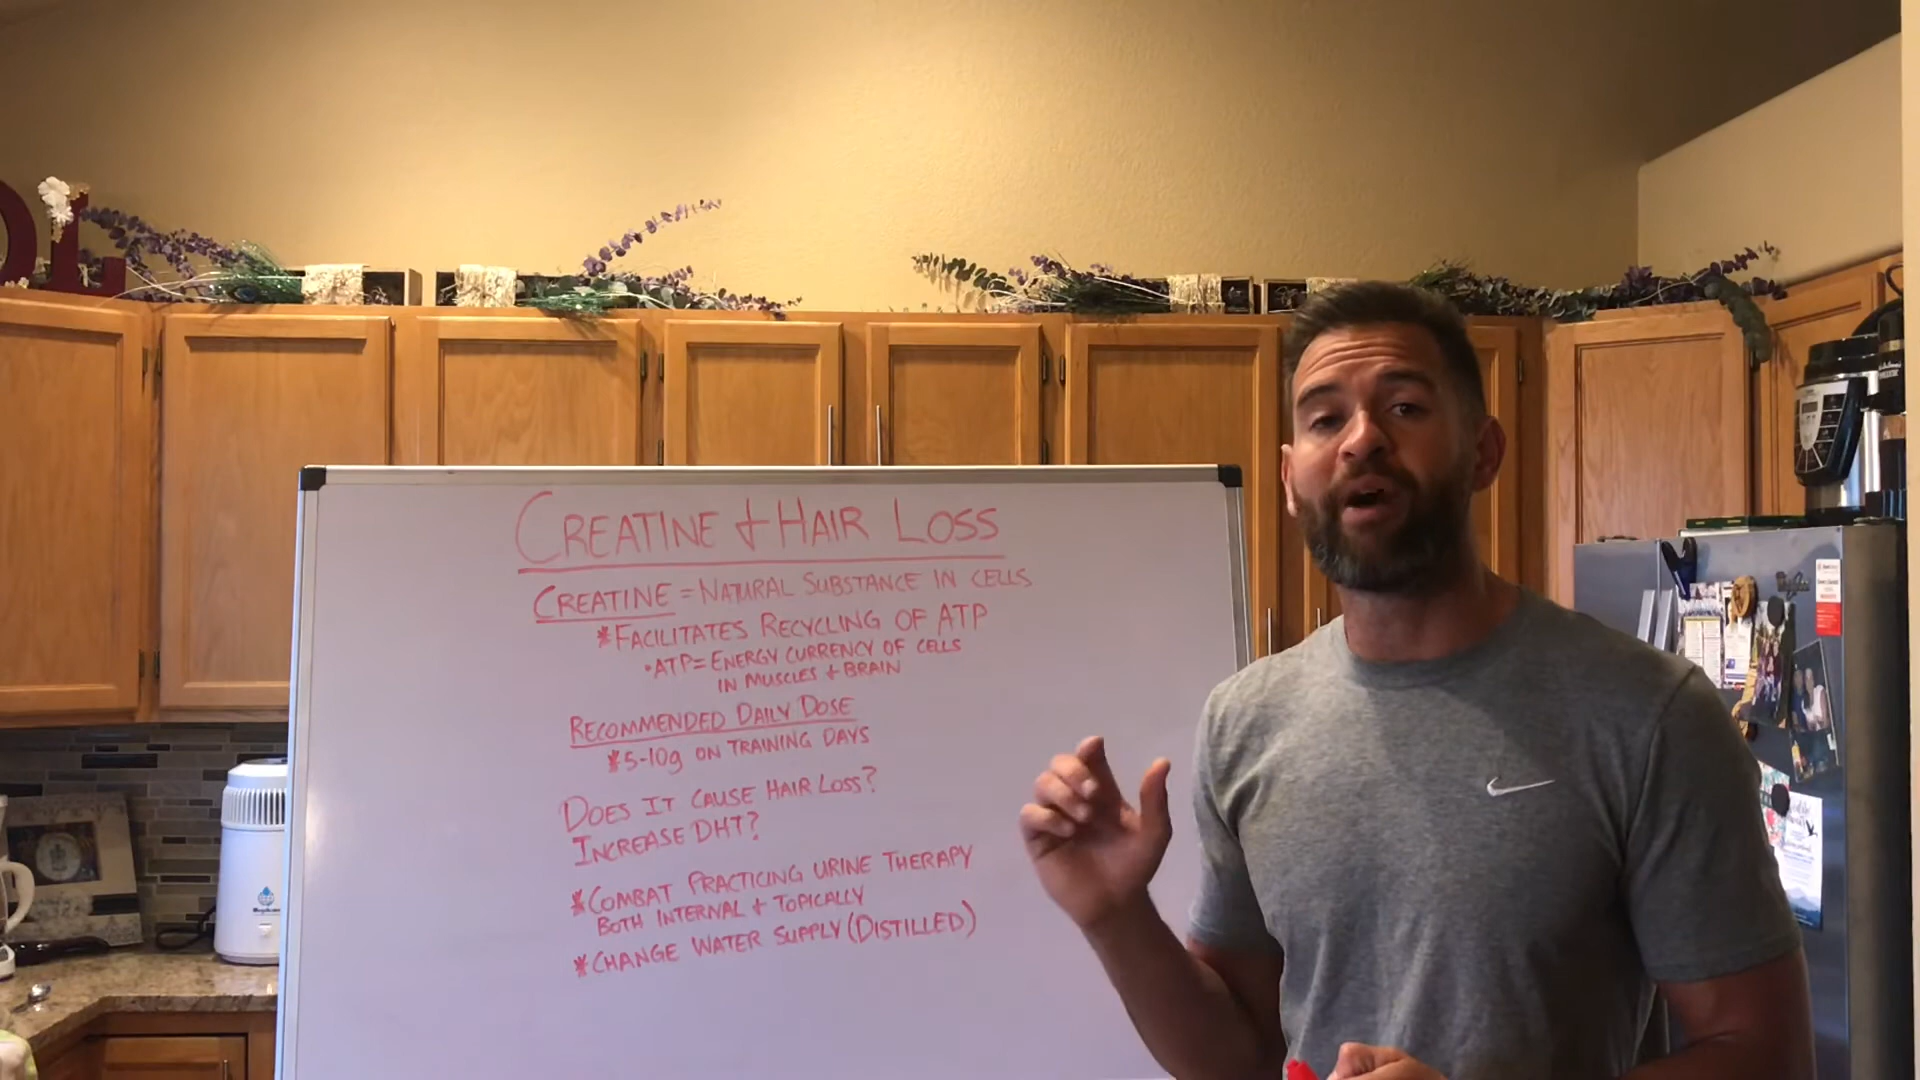 CREATINE + HAIR LOSS
CREATINE = NATURAL SUBSTANCE IN CELLS
*FACILITATES RECYCLING OF ATP
•ATP = ENERGY CURRENCY OF CELLS
IN MUSCLES + BRAIN
RECOMMENDED DAILY DOSE
*5-10g ON TRAINING DAYS
DOES IT CAUSE HAIR LOSS?
INCREASE DHT?
*COMBAT PRACTICING URINE THERAPY
BOTH INTERNAL + TOPICALLY
*CHANGE WATER SUPPLY (DISTILLED)